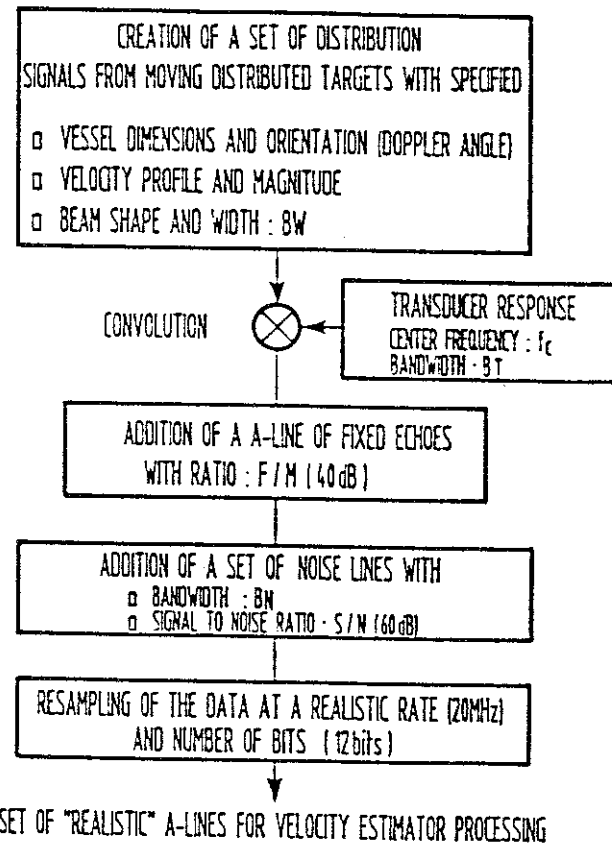 CREATION OF A SET OF DISTRIBUTION
SIGNALS FROM MOVING DISTRIBUTED TARGETS WITH SPECIFIED
VESSEL DIMENSIONS AND ORIENTATION (DOPPLER ANGLE)
VELOCITY PROFILE AND MAGNITUDE
BEAM SHAPE AND WIDTH : BW
CONVOLUTION
TRANSDUCER RESPONSE
CENTER FREQUENCY : fc
BANDWIDTH · BT
ADDITION OF A A-LINE OF FIXED ECHOES
WITH RATIO : F / M (40 dB)
ADDITION OF A SET OF NOISE LINES WITH
BANDWIDTH : BN
SIGNAL TO NOISE RATIO · S / N (60 dB)
RESAMPLING OF THE DATA AT A REALISTIC RATE (20MHz)
AND NUMBER OF BITS (12bits)
SET OF "REALISTIC" A-LINES FOR VELOCITY ESTIMATOR PROCESSING